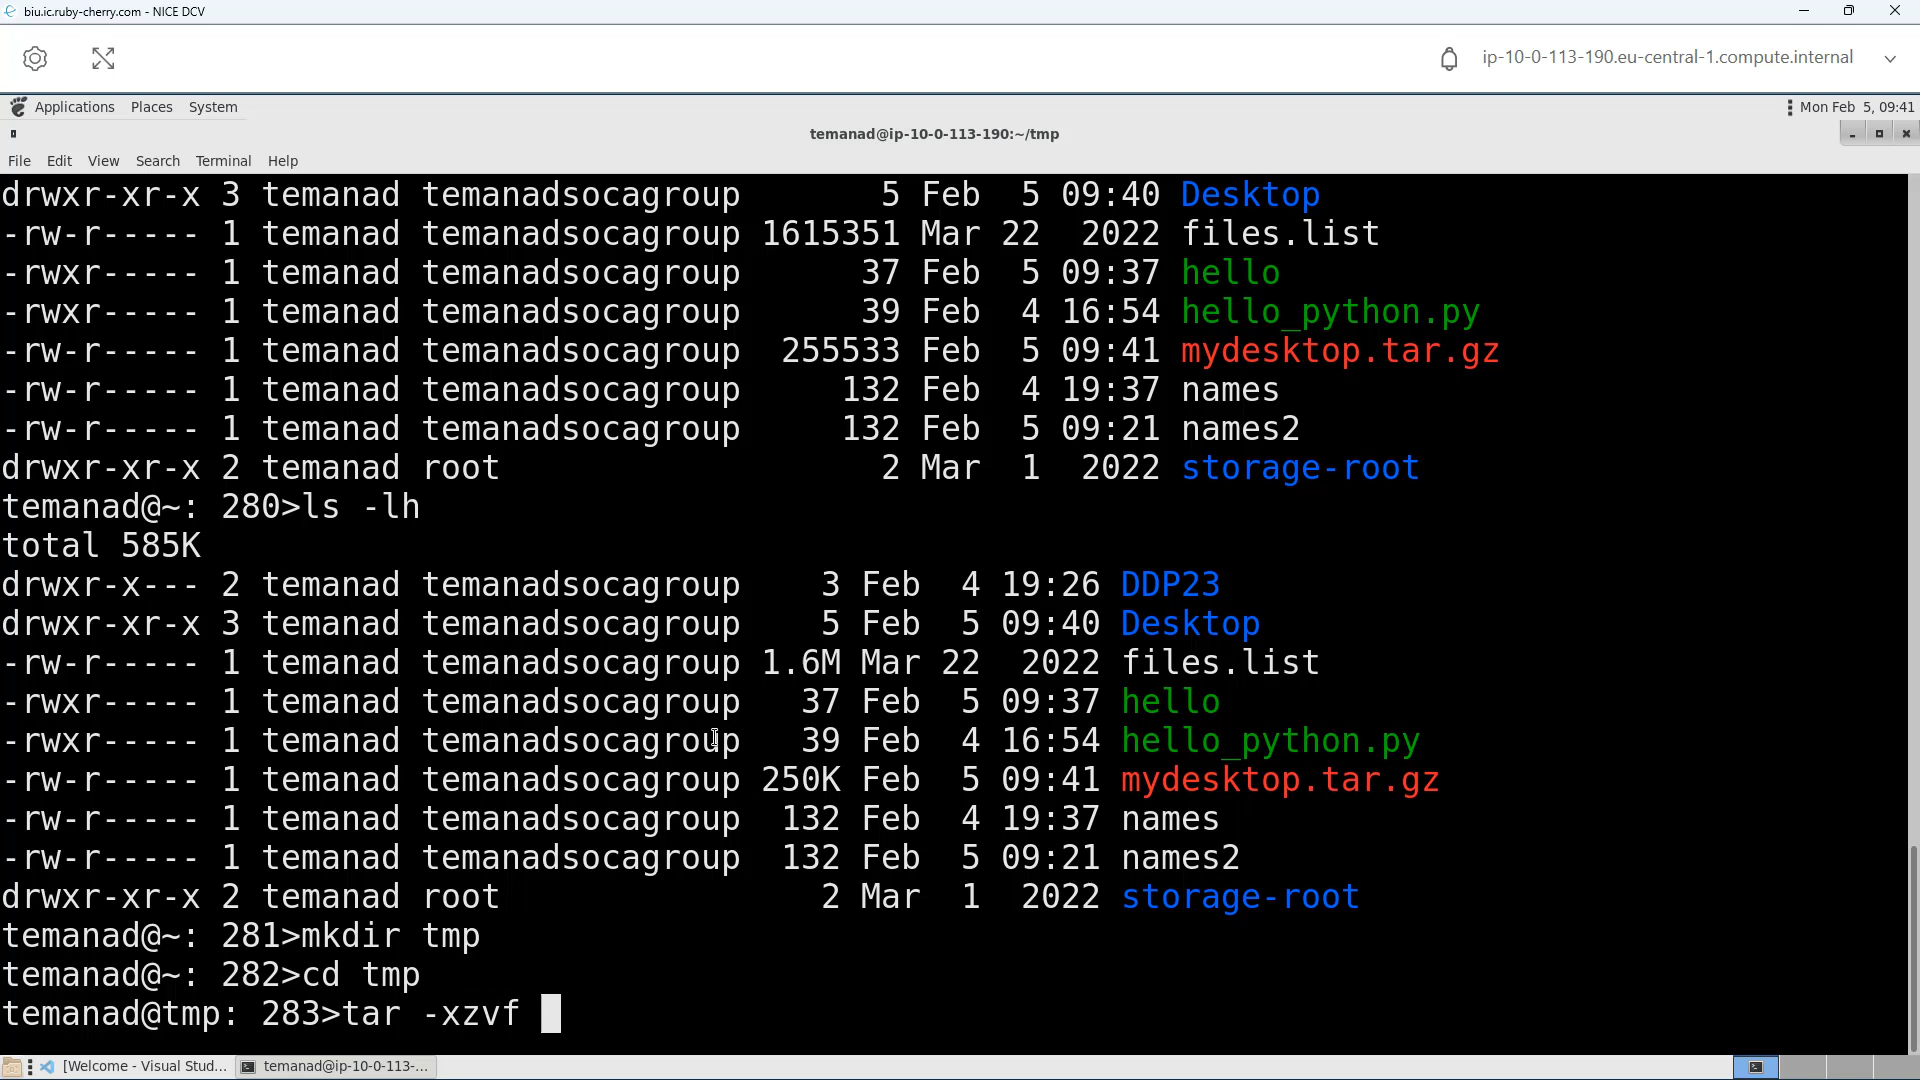 biu.ic.ruby-cherry.com - NICE DCV
ip-10-0-113-190.eu-central-1.compute.internal
Applications Places System Mon Feb 5, 09:41
temanad@ip-10-0-113-190:~/tmp
File Edit View Search Terminal Help
drwxr-xr-x 3 temanad temanadsocagroup       5 Feb  5 09:40 Desktop
-rw-r----- 1 temanad temanadsocagroup 1615351 Mar 22  2022 files.list
-rwxr----- 1 temanad temanadsocagroup      37 Feb  5 09:37 hello
-rwxr----- 1 temanad temanadsocagroup      39 Feb  4 16:54 hello_python.py
-rw-r----- 1 temanad temanadsocagroup  255533 Feb  5 09:41 mydesktop.tar.gz
-rw-r----- 1 temanad temanadsocagroup     132 Feb  4 19:37 names
-rw-r----- 1 temanad temanadsocagroup     132 Feb  5 09:21 names2
drwxr-xr-x 2 temanad root                   2 Mar  1  2022 storage-root
temanad@~: 280>ls -lh
total 585K
drwxr-x--- 2 temanad temanadsocagroup    3 Feb  4 19:26 DDP23
drwxr-xr-x 3 temanad temanadsocagroup    5 Feb  5 09:40 Desktop
-rw-r----- 1 temanad temanadsocagroup 1.6M Mar 22  2022 files.list
-rwxr----- 1 temanad temanadsocagroup   37 Feb  5 09:37 hello
-rwxr----- 1 temanad temanadsocagroup   39 Feb  4 16:54 hello_python.py
-rw-r----- 1 temanad temanadsocagroup 250K Feb  5 09:41 mydesktop.tar.gz
-rw-r----- 1 temanad temanadsocagroup  132 Feb  4 19:37 names
-rw-r----- 1 temanad temanadsocagroup  132 Feb  5 09:21 names2
drwxr-xr-x 2 temanad root                2 Mar  1  2022 storage-root
temanad@~: 281>mkdir tmp
temanad@~: 282>cd tmp
temanad@tmp: 283>tar -xzvf
[Welcome - Visual Stud... temanad@ip-10-0-113-...